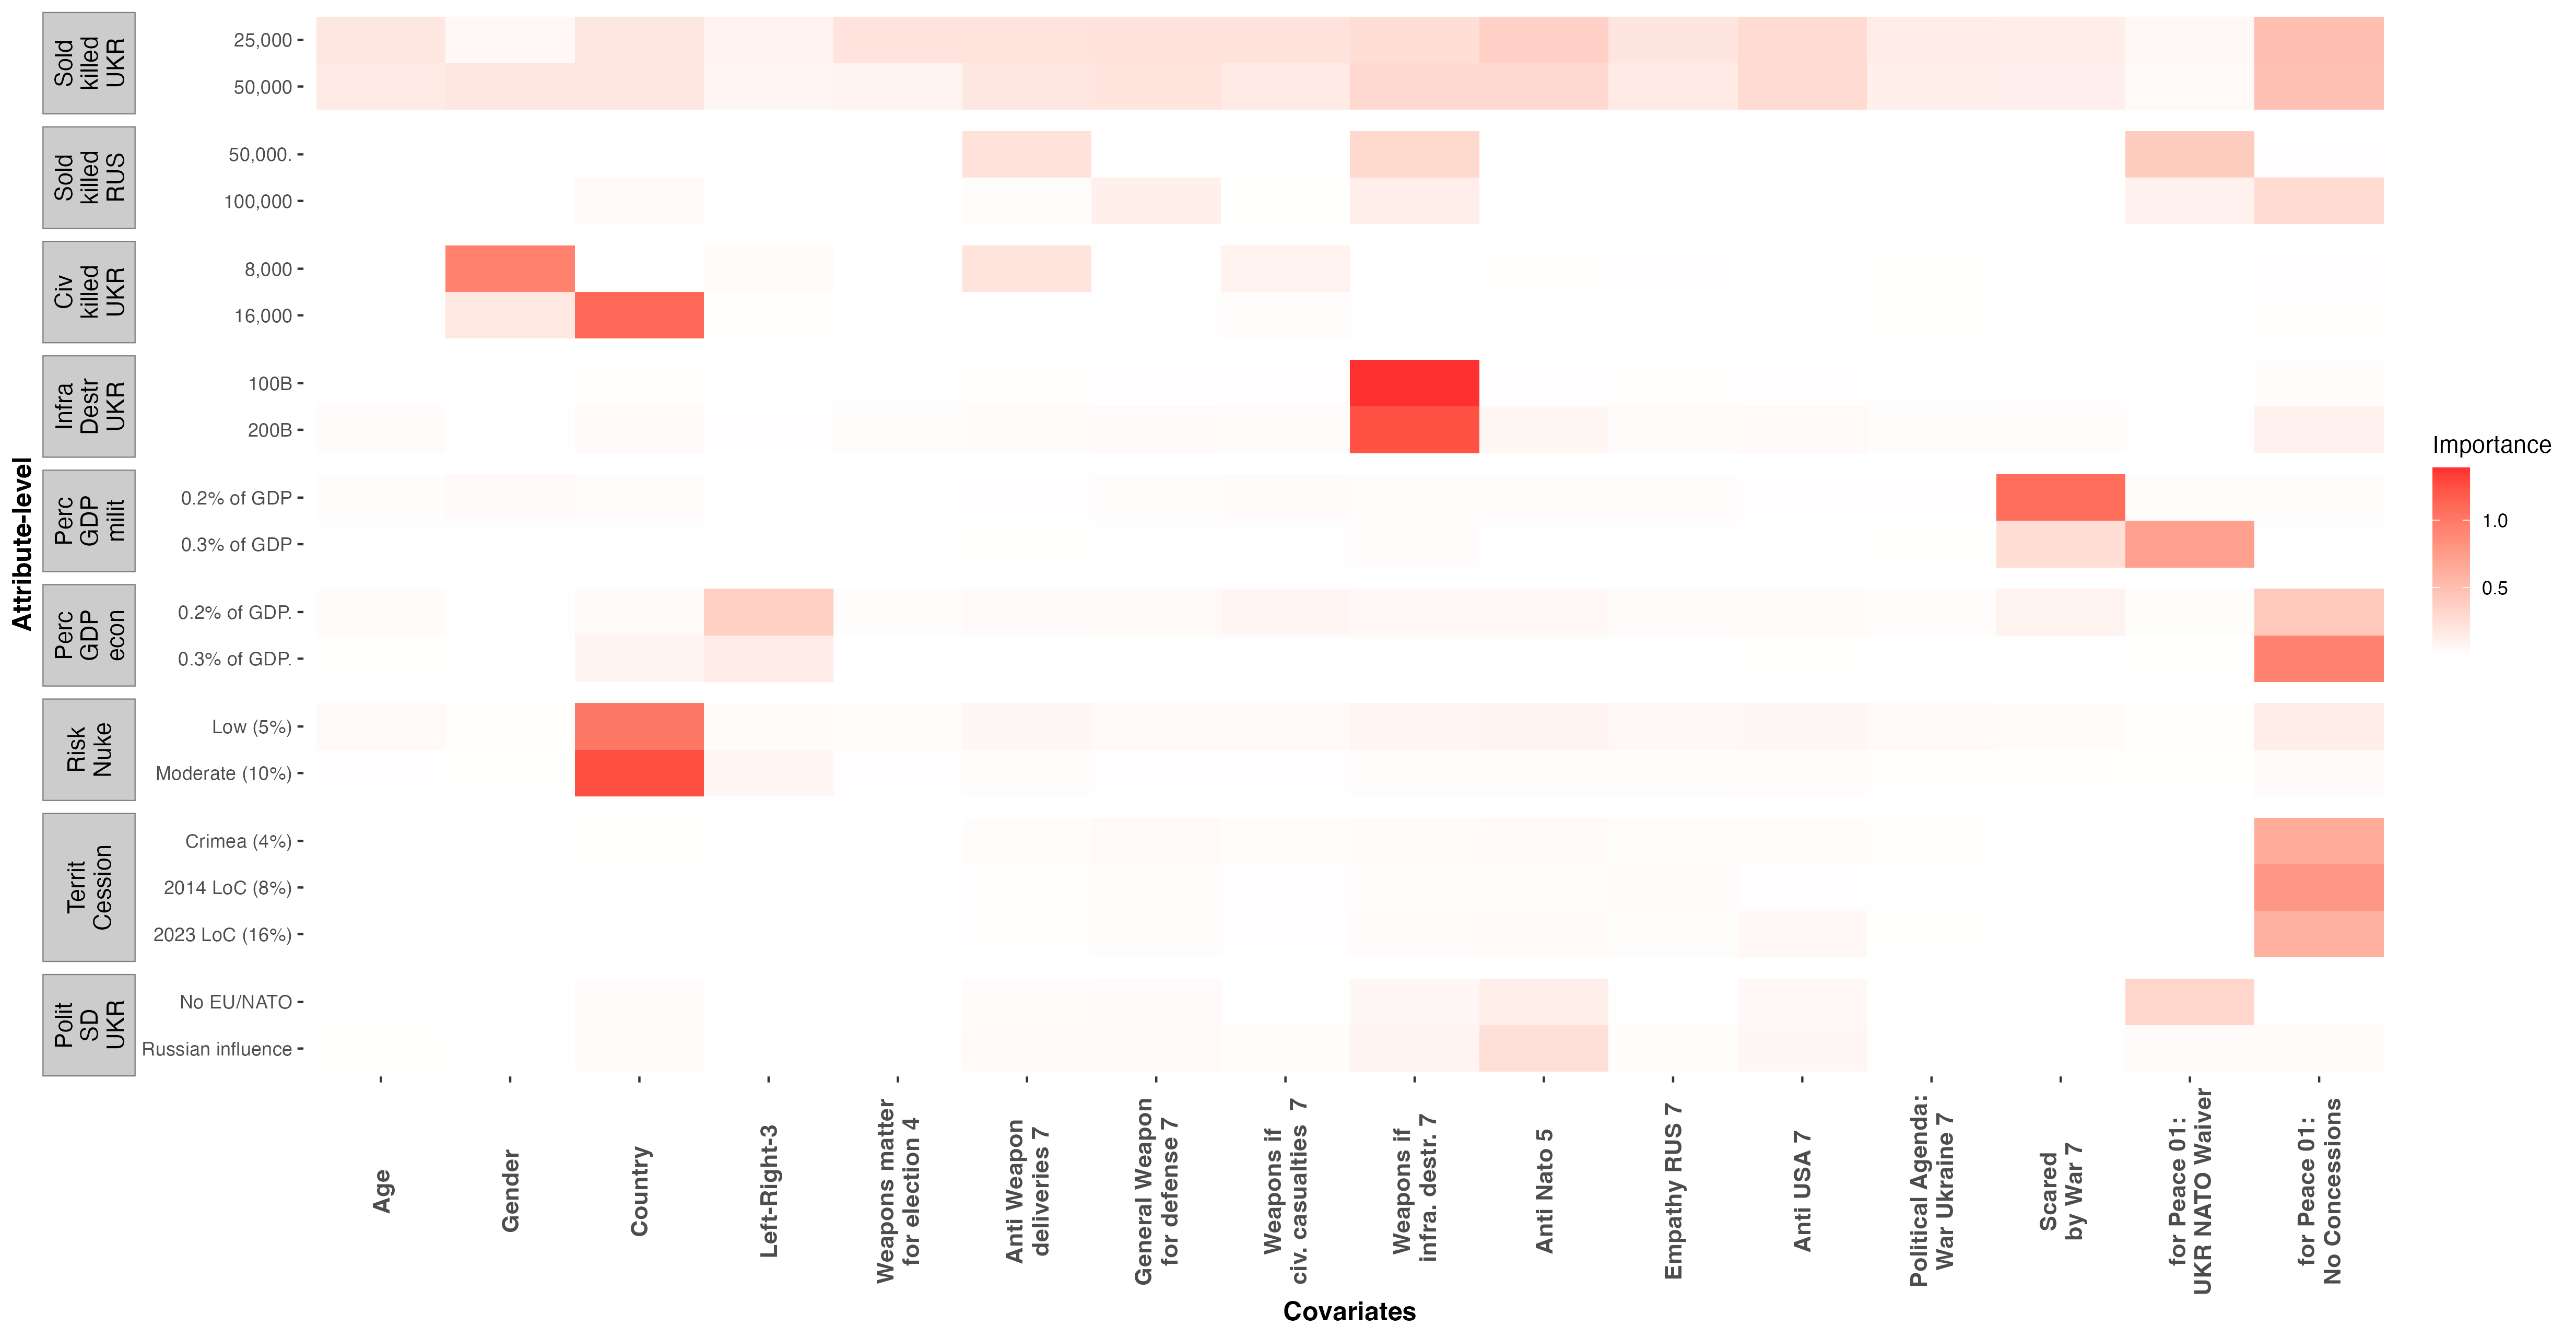 Attribute-level
Sold
killed
UKR
25,000
50,000
Sold
killed
RUS
50,000.
100,000
Civ
killed
UKR
8,000
16,000
Infra
Destr
UKR
100B
200B
Perc
GDP
milit
0.2% of GDP
0.3% of GDP
Perc
GDP
econ
0.2% of GDP.
0.3% of GDP.
Risk
Nuke
Low (5%)
Moderate (10%)
Territ
Cession
Crimea (4%)
2014 LoC (8%)
2023 LoC (16%)
Polit
SD
UKR
No EU/NATO
Russian influence
Age
Gender
Country
Left-Right-3
Weapons matter
for election 4
Anti Weapon
deliveries 7
General Weapon
for defense 7
Weapons if
civ. casualties  7
Weapons if
infra. destr. 7
Anti Nato 5
Empathy RUS 7
Anti USA 7
Political Agenda:
War Ukraine 7
Scared
by War 7
for Peace 01:
UKR NATO Waiver
for Peace 01:
No Concessions
Covariates
Importance
1.0
0.5